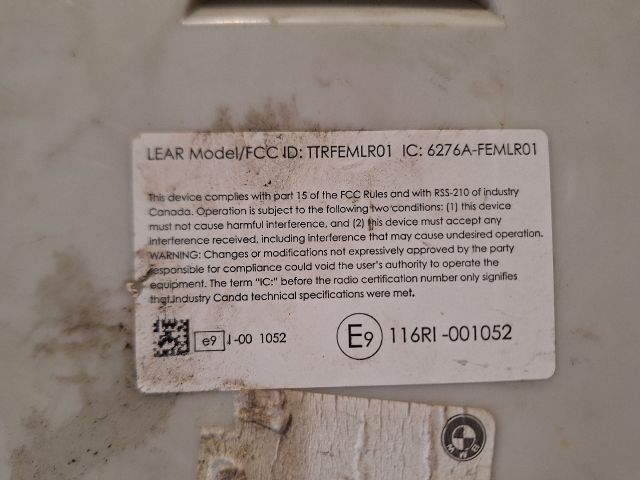 LEAR Model/FCC ID: TTRFEMLR01 IC: 6276A-FEMLR01
This device complies with part 15 of the FCC Rules and with RSS-210 of industry
Canada. Operation is subject to the following two conditions: (1) this device
must not cause harmful interference, and (2) this device must accept any
interference received, including interference that may cause undesired operation.
WARNING: Changes or modifications not expressively approved by the party
responsible for compliance could void the user's authority to operate the
equipment. The term "IC:" before the radio certification number only signifies
that Industry Canda technical specifications were met.
e9 I-00 1052
E9 116RI-001052
BMW